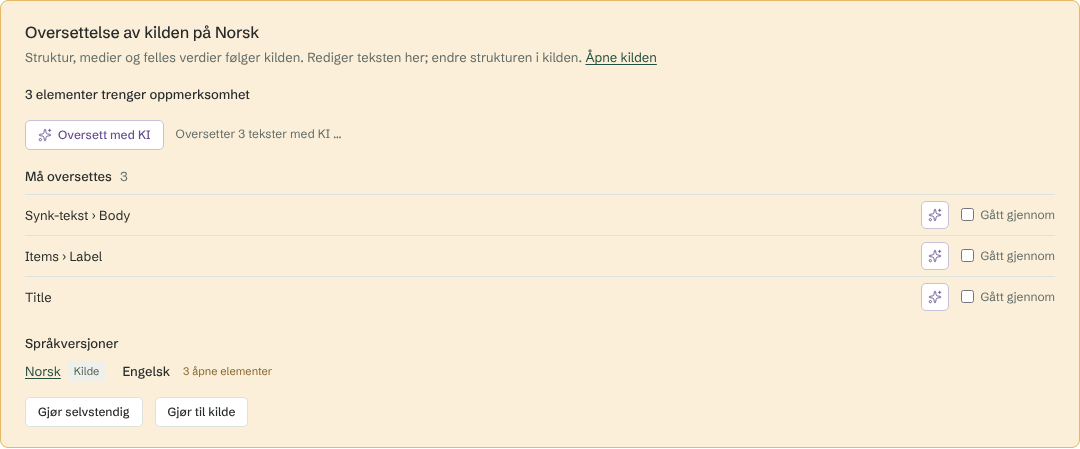 Oversettelse av kilden på Norsk
Struktur, medier og felles verdier følger kilden. Rediger teksten her; endre strukturen i kilden. Åpne kilden
3 elementer trenger oppmerksomhet
Oversett med KI Oversetter 3 tekster med KI ...
Må oversettes 3
Synk-tekst › Body Gått gjennom
Items › Label Gått gjennom
Title Gått gjennom
Språkversjoner
Norsk Kilde Engelsk 3 åpne elementer
Gjør selvstendig Gjør til kilde